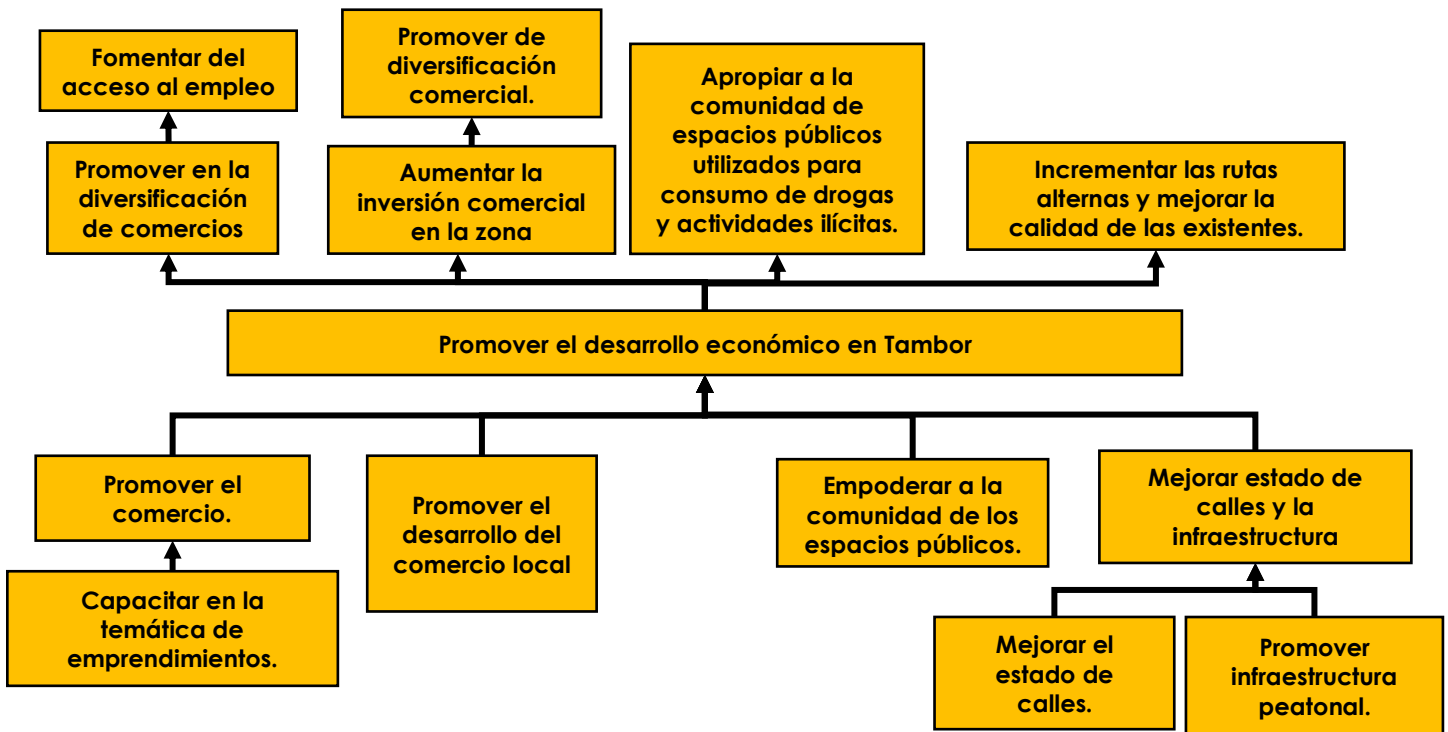 Fomentar del
acceso al empleo
Promover de
diversificación
comercial.
Apropiar a la
comunidad de
espacios públicos
utilizados para
consumo de drogas
y actividades ilícitas.
Promover en la
diversificación
de comercios
Aumentar la
inversión comercial
en la zona
Incrementar las rutas
alternas y mejorar la
calidad de las existentes.
Promover el desarrollo económico en Tambor
Promover el
comercio.
Promover el
desarrollo del
comercio local
Empoderar a la
comunidad de los
espacios públicos.
Mejorar estado de
calles y la
infraestructura
Capacitar en la
temática de
emprendimientos.
Mejorar el
estado de
calles.
Promover
infraestructura
peatonal.